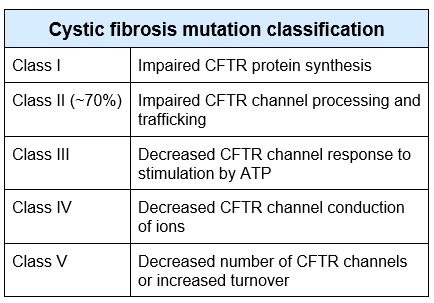 Cystic fibrosis mutation classification
Class I Impaired CFTR protein synthesis
Class II (~70%) Impaired CFTR channel processing and
trafficking
Class III Decreased CFTR channel response to
stimulation by ATP
Class IV Decreased CFTR channel conduction
of ions
Class V Decreased number of CFTR channels
or increased turnover